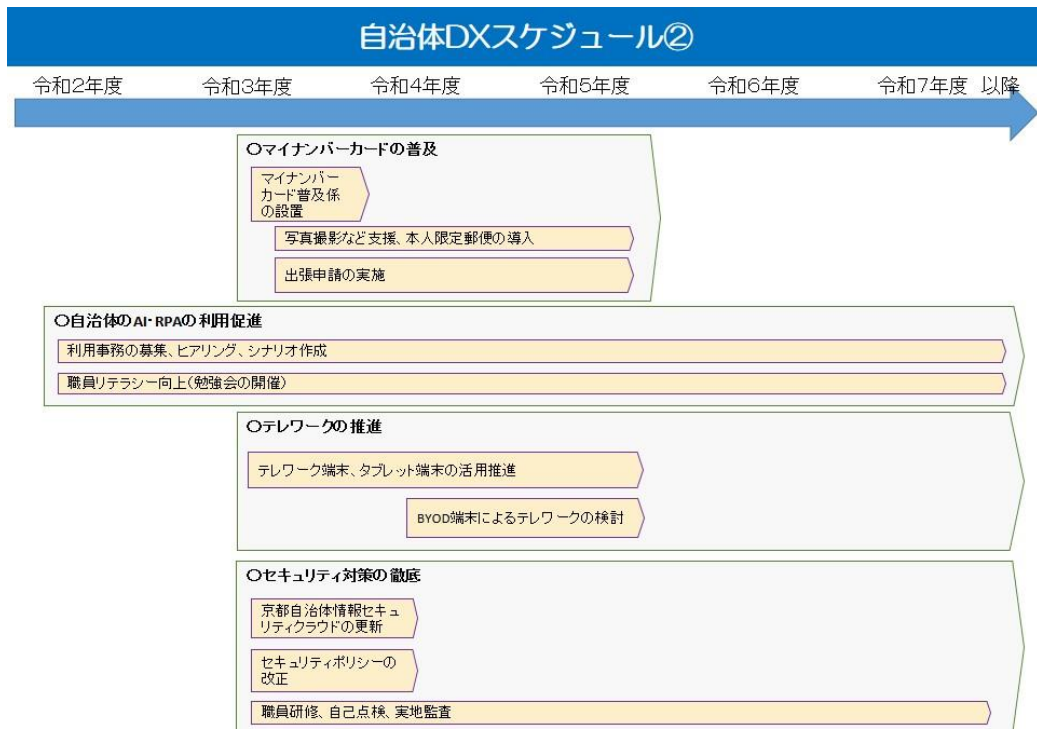 自治体DXスケジュール②
令和2年度 令和3年度 令和4年度 令和5年度 令和6年度 令和7年度 以降
〇マイナンバーカードの普及
マイナンバー
カード普及係
の設置
写真撮影など支援、本人限定郵便の導入
出張申請の実施
〇自治体のAI・RPAの利用促進
利用事務の募集、ヒアリング、シナリオ作成
職員リテラシー向上(勉強会の開催)
〇テレワークの推進
テレワーク端末、タブレット端末の活用推進
BYOD端末によるテレワークの検討
〇セキュリティ対策の徹底
京都自治体情報セキュ
リティクラウドの更新
セキュリティポリシーの
改正
職員研修、自己点検、実地監査